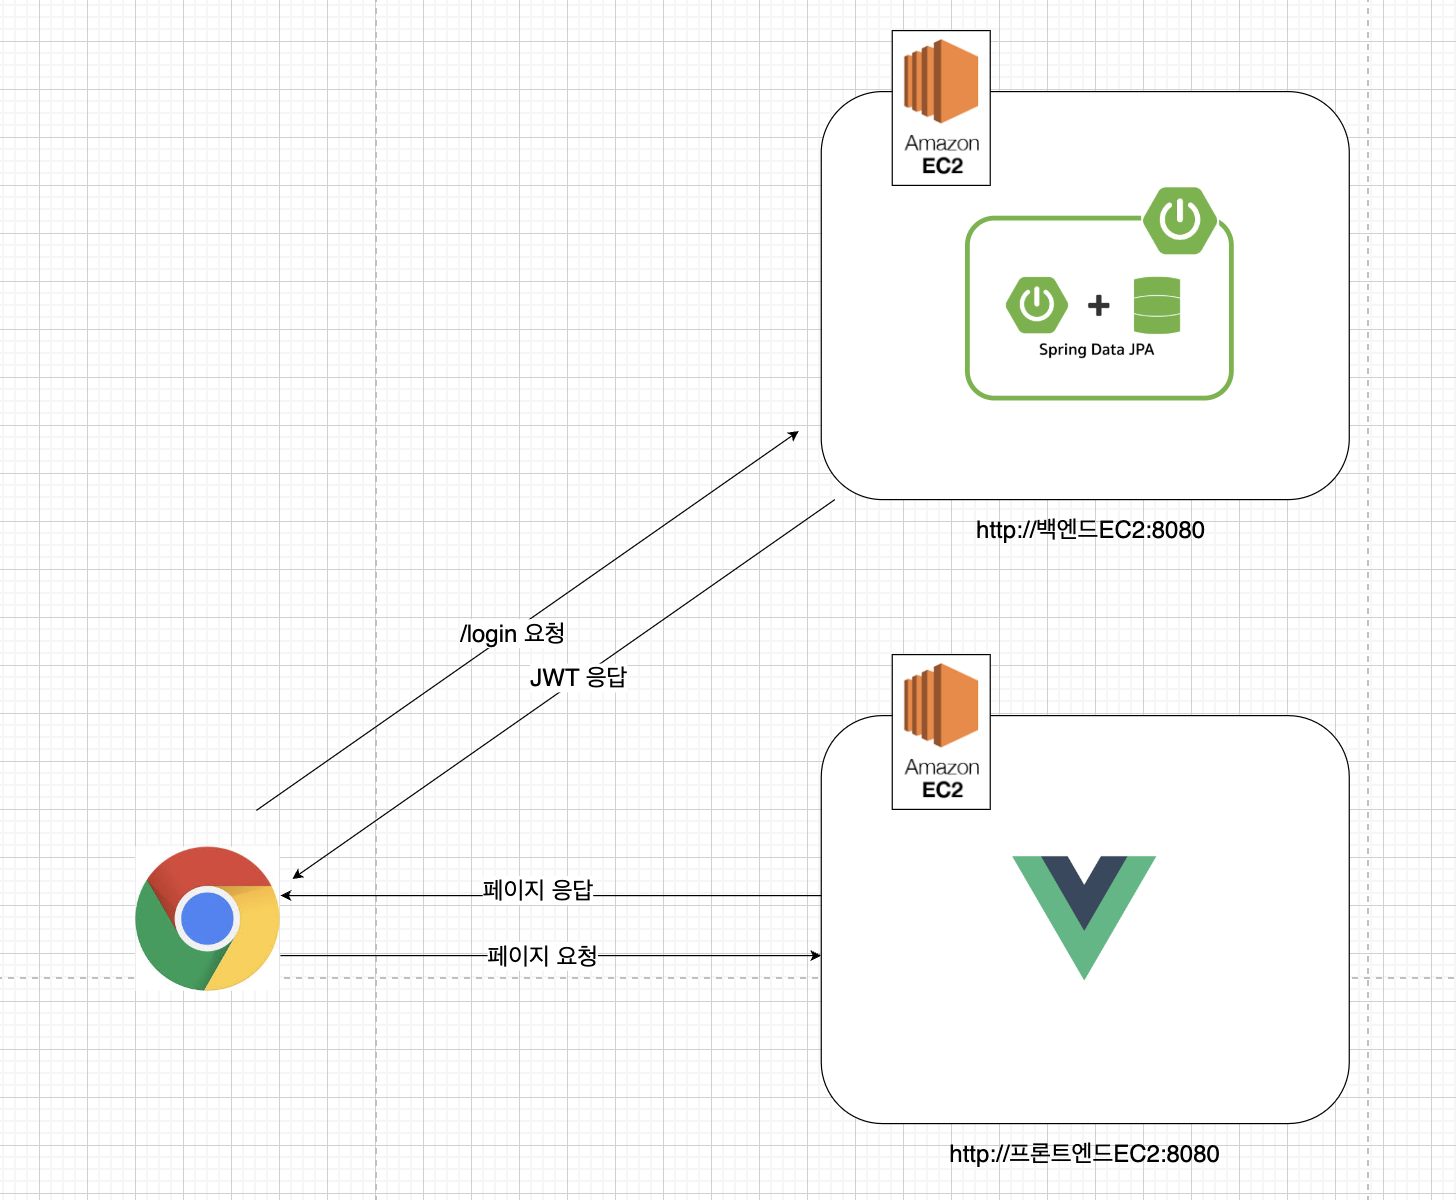 Amazon
EC2
Spring Data JPA
http://백엔드EC2:8080
/login 요청
JWT 응답
Amazon
EC2
페이지 응답
페이지 요청
http://프론트엔드EC2:8080